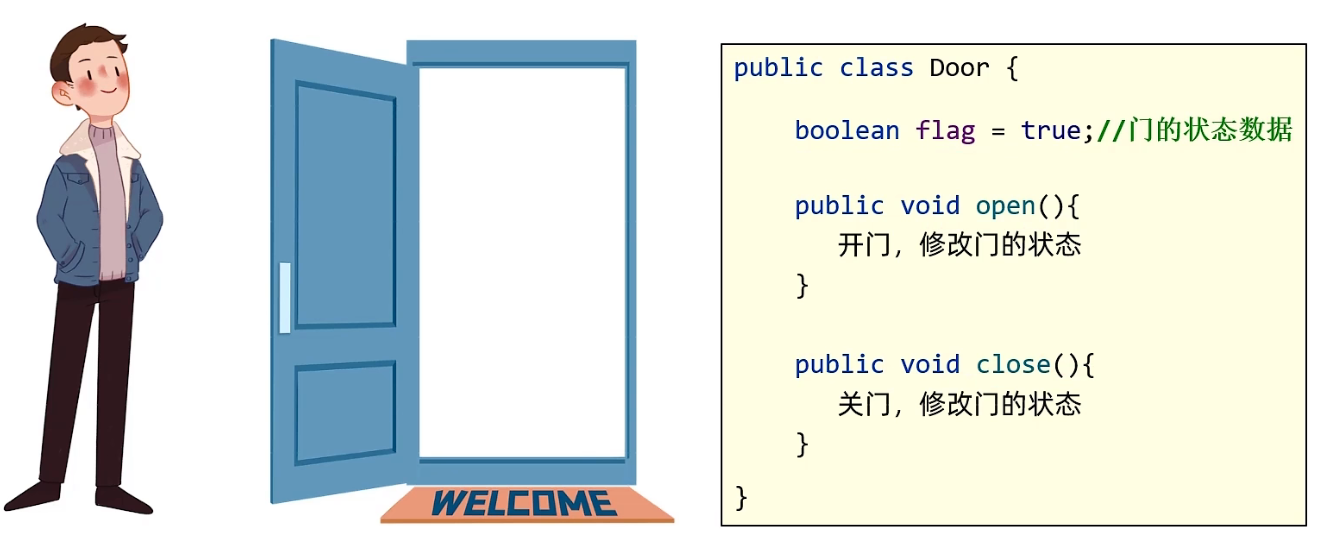 WELCOME
public class Door {
boolean flag = true;//门的状态数据
public void open(){
开门，修改门的状态
}
public void close(){
关门，修改门的状态
}
}